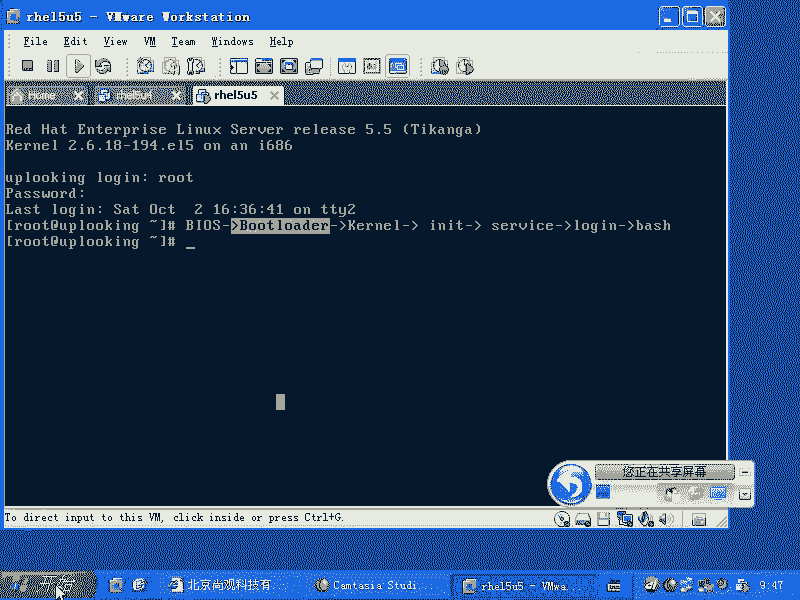 rhel5u5 - VMware Workstation
File Edit View VM Team Windows Help
Home rhel5u4 rhel5u5
Red Hat Enterprise Linux Server release 5.5 (Tikanga)
Kernel 2.6.18-194.el5 on an i686
uplooking login: root
Password:
Last login: Sat Oct  2 16:36:41 on tty2
[root@uplooking ~]# BIOS->Bootloader->Kernel-> init-> service->login->bash
[root@uplooking ~]# _
您正在共享屏幕
To direct input to this VM, click inside or press Ctrl+G.
开始 北京尚观科技有... Camtasia Studi... rhel5u5 - VMwa... 9:47